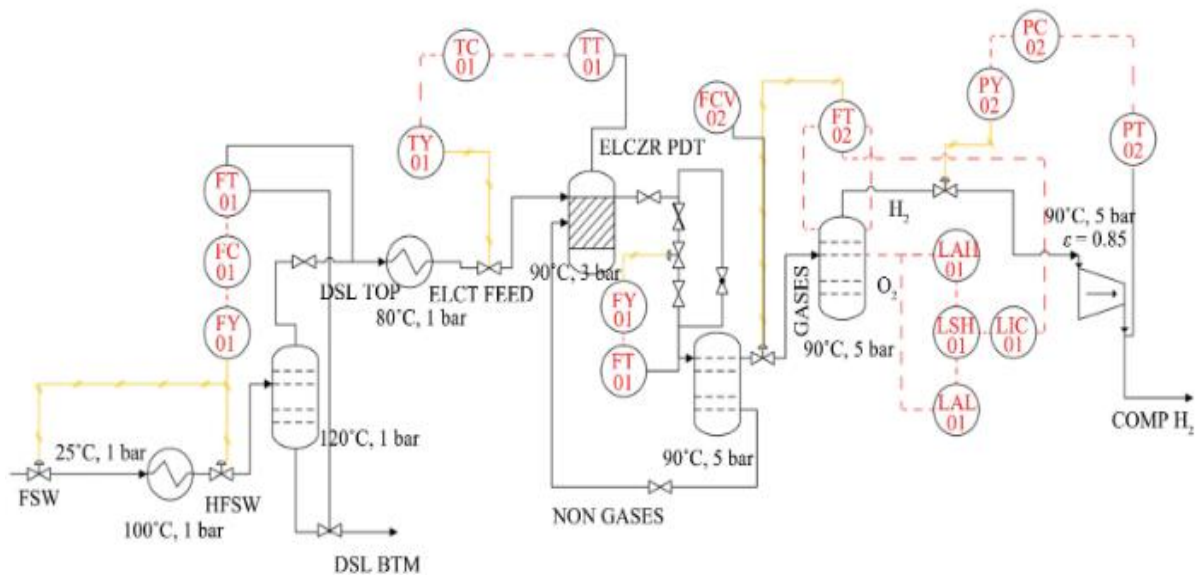 TC
01
TT
01
FCV
02
FT
02
PY
02
PC
02
PT
02
TY
01
FT
01
ELCZR PDT
H2
90°C, 5 bar
ε = 0.85
FC
01
DSL TOP
ELCT FEED
90°C, 3 bar
80°C, 1 bar
GASES
O2
LAH
01
FY
01
FY
01
LSH
01
LIC
01
90°C, 5 bar
FT
01
LAL
01
COMP H2
25°C, 1 bar
120°C, 1 bar
90°C, 5 bar
FSW
HFSW
100°C, 1 bar
NON GASES
DSL BTM